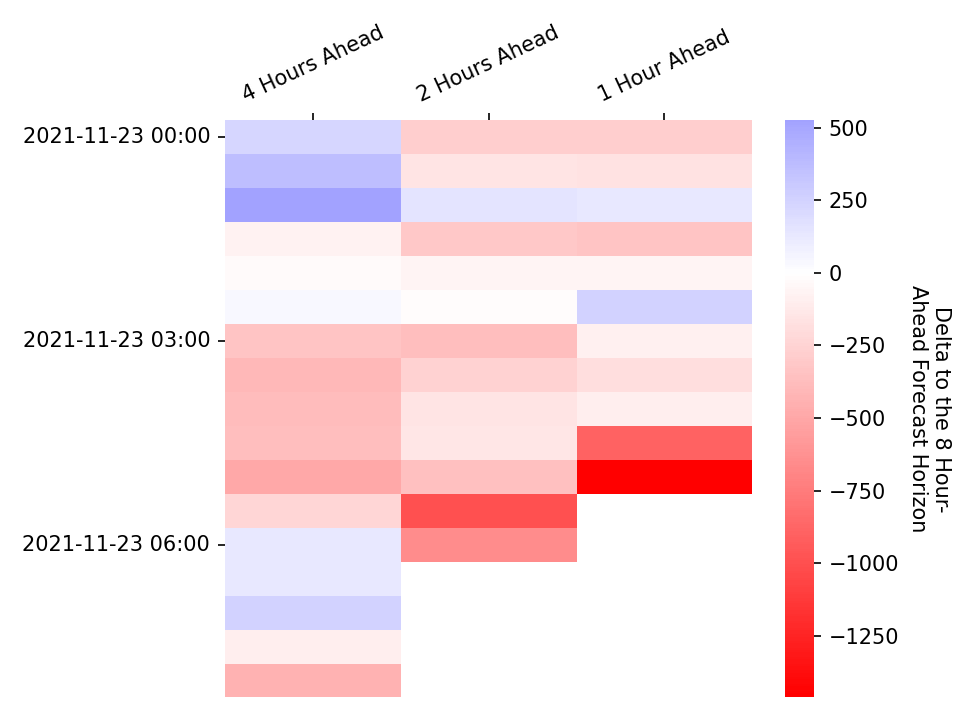 4 Hours Ahead
2 Hours Ahead
1 Hour Ahead
2021-11-23 00:00
2021-11-23 03:00
2021-11-23 06:00
500
250
0
−250
−500
−750
−1000
−1250
Delta to the 8 Hour-
Ahead Forecast Horizon